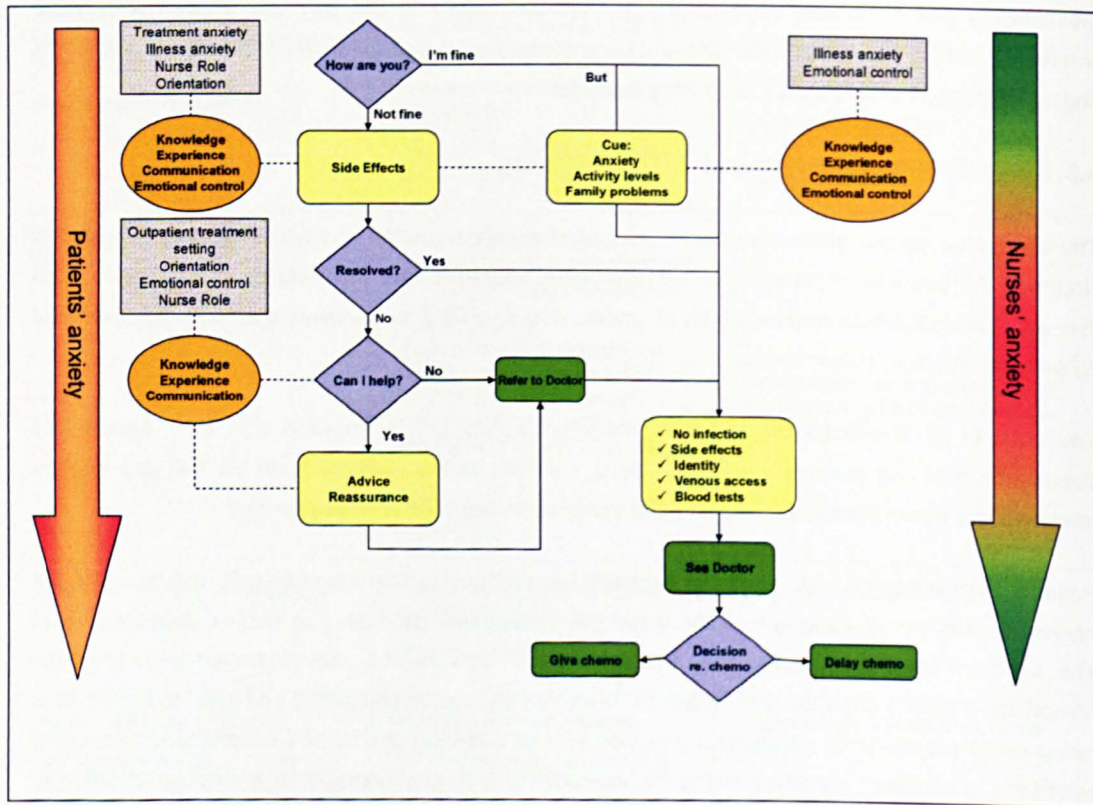 Treatment anxiety
Illness anxiety
Nurse Role
Orientation
How are you?
I'm fine
But
Illness anxiety
Emotional control
Not fine
Knowledge
Experience
Communication
Emotional control
Side Effects
Cue:
Anxiety
Activity levels
Family problems
Knowledge
Experience
Communication
Emotional control
Patients' anxiety
Nurses' anxiety
Outpatient treatment
setting
Orientation
Emotional control
Nurse Role
Resolved?
Yes
No
Knowledge
Experience
Communication
Can I help?
No
Refer to Doctor
Yes
Advice
Reassurance
✓ No infection
✓ Side effects
✓ Identity
✓ Venous access
✓ Blood tests
See Doctor
Give chemo
Decision
re. chemo
Delay chemo